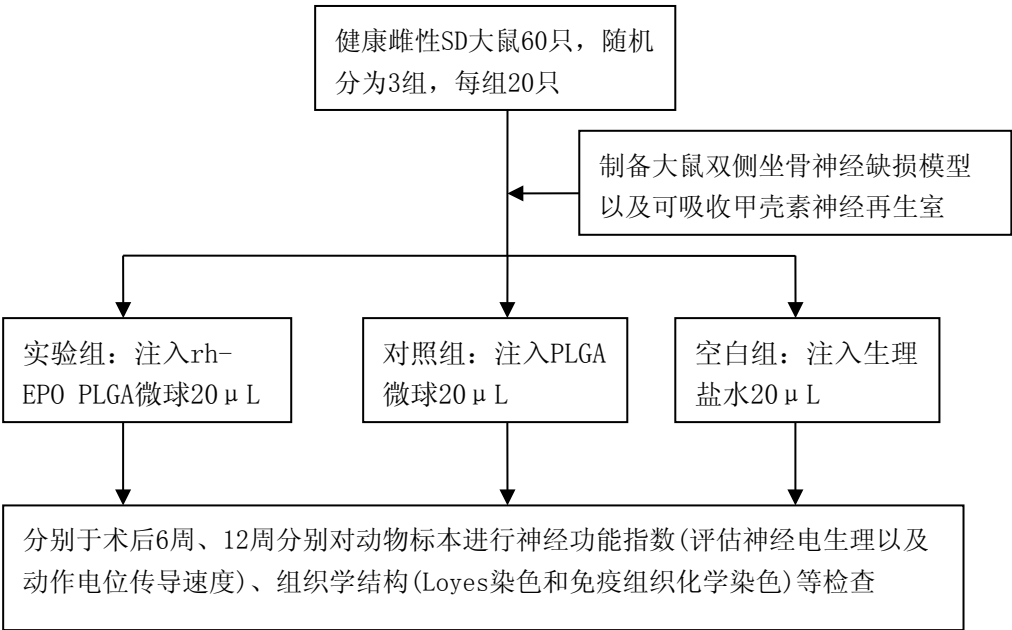 健康雌性SD大鼠60只，随机
分为3组，每组20只
制备大鼠双侧坐骨神经缺损模型
以及可吸收甲壳素神经再生室
实验组：注入rh-
EPO PLGA微球20μL
对照组：注入PLGA
微球20μL
空白组：注入生理
盐水20μL
分别于术后6周、12周分别对动物标本进行神经功能指数(评估神经电生理以及
动作电位传导速度)、组织学结构(Loyes染色和免疫组织化学染色)等检查